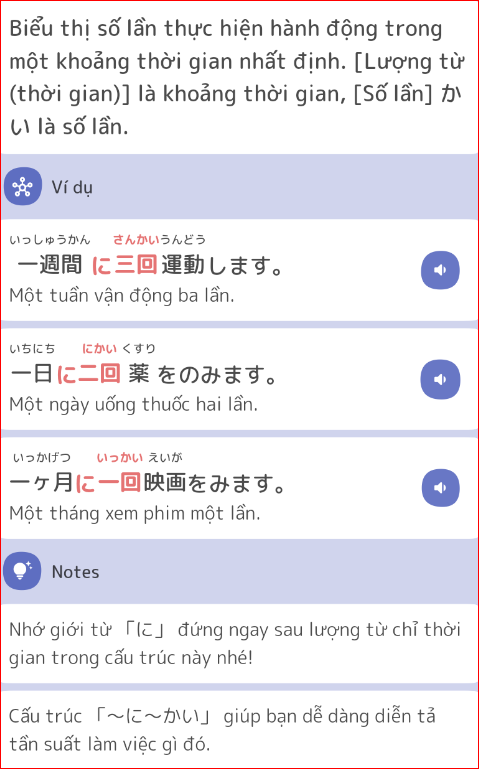 Biểu thị số lần thực hiện hành động trong
một khoảng thời gian nhất định. [Lượng từ
(thời gian)] là khoảng thời gian, [Số lần] か
い là số lần.
Ví dụ
いっしゅうかん さんかいうんどう
一週間 に三回運動します。
Một tuần vận động ba lần.
いちにち にかい くすり
一日に二回 薬 をのみます。
Một ngày uống thuốc hai lần.
いっかげつ いっかい えいが
一ヶ月に一回映画をみます。
Một tháng xem phim một lần.
Notes
Nhớ giới từ 「に」 đứng ngay sau lượng từ chỉ thời
gian trong cấu trúc này nhé!
Cấu trúc 「～に～かい」 giúp bạn dễ dàng diễn tả
tần suất làm việc gì đó.